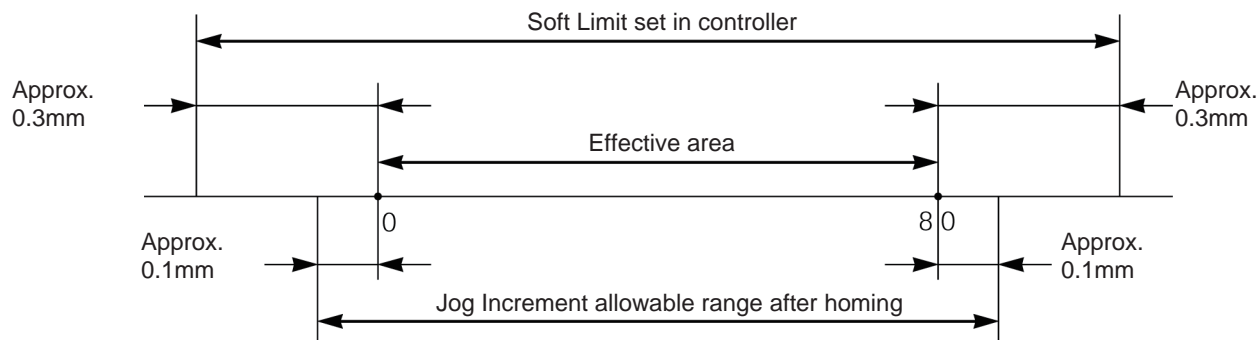 Soft Limit set in controller
Approx.
0.3mm
Approx.
0.3mm
Effective area
0
80
Approx.
0.1mm
Approx.
0.1mm
Jog Increment allowable range after homing